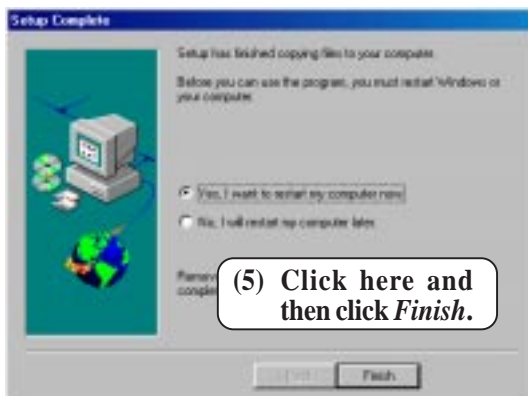 Setup Complete
Setup has finished copying files to your computer.
Before you can use the program, you must restart Windows or
your computer.
Yes, I want to restart my computer now.
No, I will restart my computer later.
Remove
comple
(5) Click here and
then click Finish.
Finish